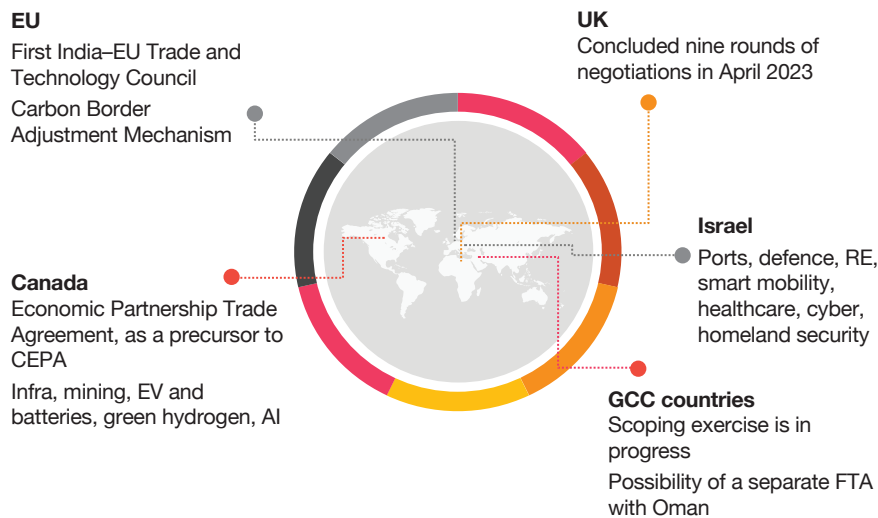 EU
First India–EU Trade and
Technology Council
Carbon Border
Adjustment Mechanism
UK
Concluded nine rounds of
negotiations in April 2023
Israel
Ports, defence, RE,
smart mobility,
healthcare, cyber,
homeland security
Canada
Economic Partnership Trade
Agreement, as a precursor to
CEPA
Infra, mining, EV and
batteries, green hydrogen, AI
GCC countries
Scoping exercise is in
progress
Possibility of a separate FTA
with Oman